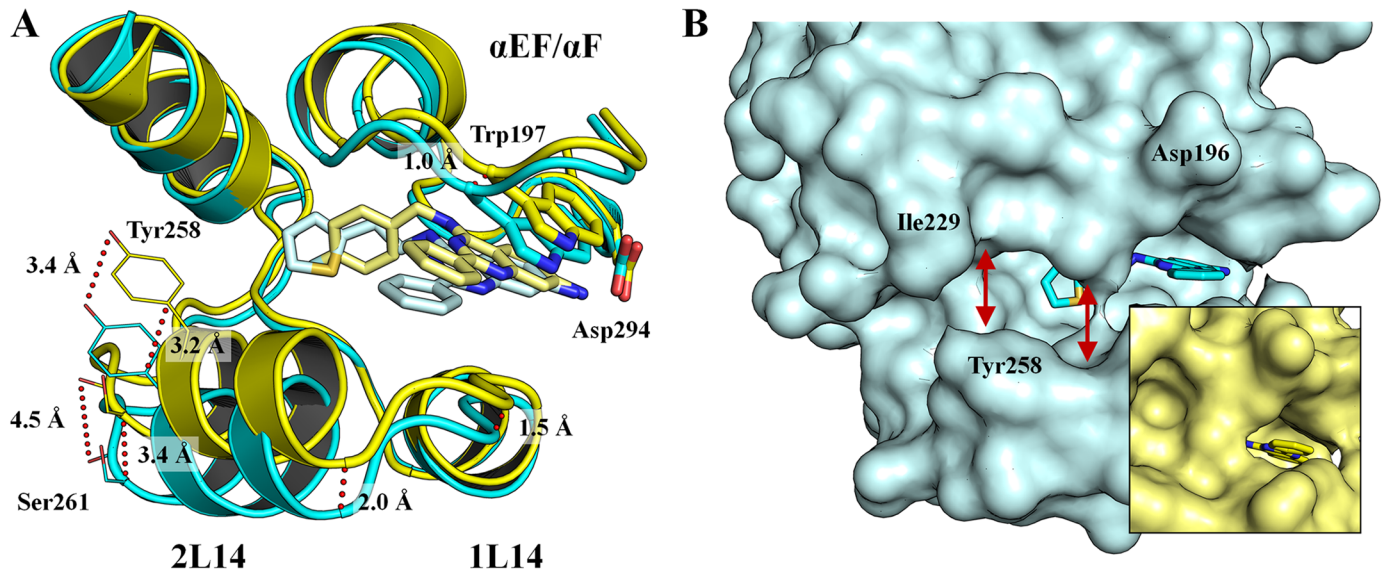 A
αEF/αF
Trp197
1.0 Å
Tyr258
3.4 Å
3.2 Å
Asp294
4.5 Å
3.4 Å
1.5 Å
Ser261
2.0 Å
2L14
1L14
B
Asp196
Ile229
Tyr258